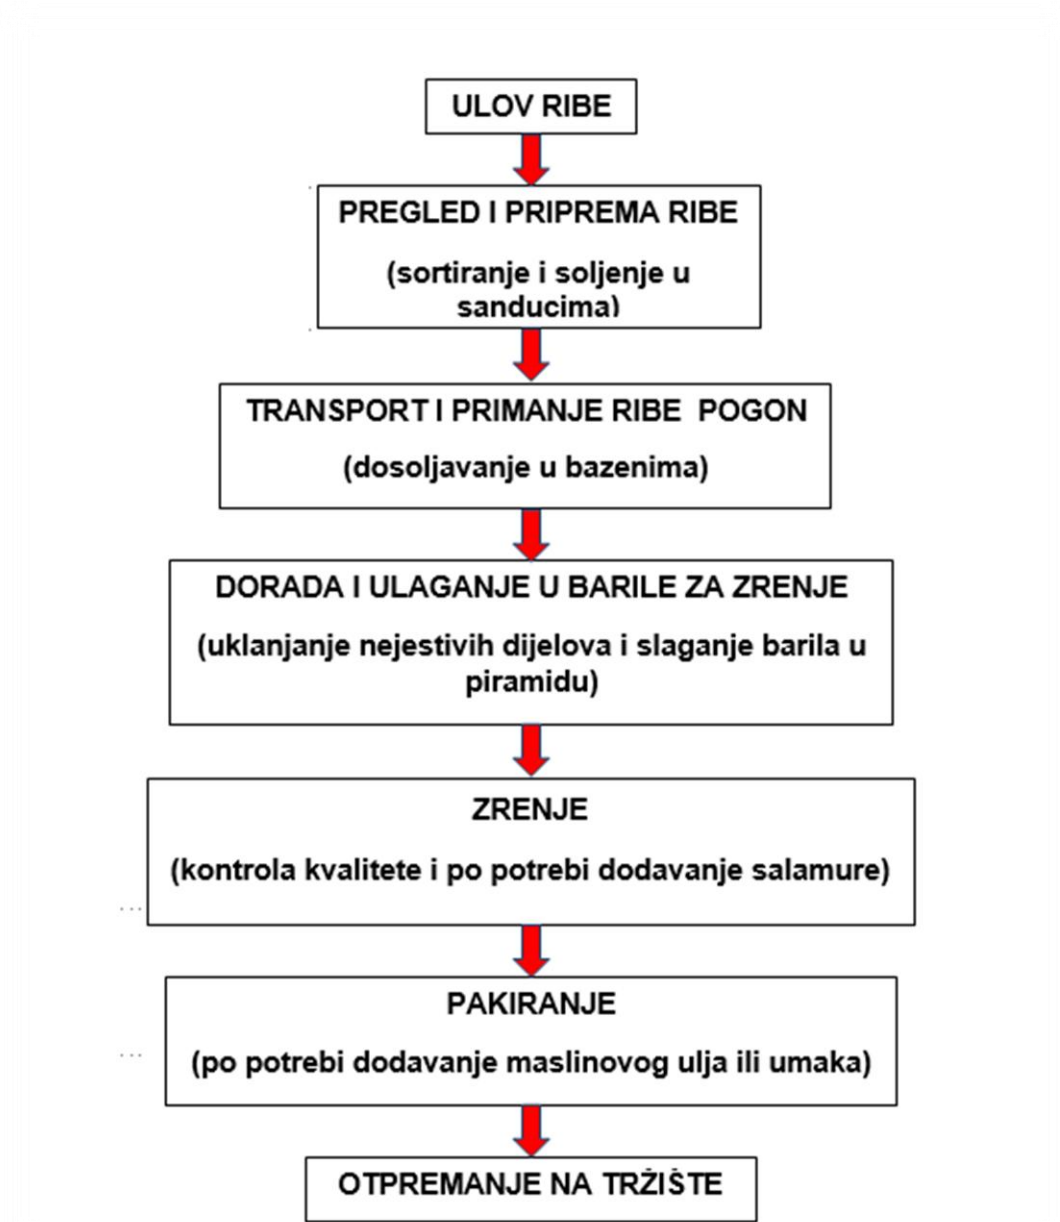 ULOV RIBE
PREGLED I PRIPREMA RIBE
(sortiranje i soljenje u
sanducima)
TRANSPORT I PRIMANJE RIBE  POGON
(dosoljavanje u bazenima)
DORADA I ULAGANJE U BARILE ZA ZRENJE
(uklanjanje nejestivih dijelova i slaganje barila u
piramidu)
ZRENJE
(kontrola kvalitete i po potrebi dodavanje salamure)
PAKIRANJE
(po potrebi dodavanje maslinovog ulja ili umaka)
OTPREMANJE NA TRŽIŠTE